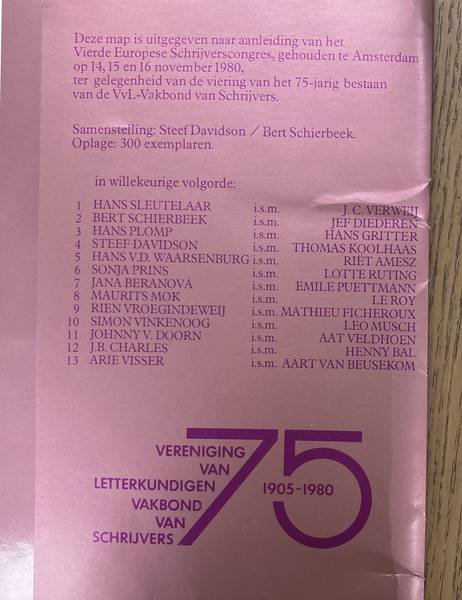 Deze map is uitgegeven naar aanleiding van het
Vierde Europese Schrijverscongres, gehouden te Amsterdam
op 14, 15 en 16 november 1980,
ter gelegenheid van de viering van het 75-jarig bestaan
van de VvL-Vakbond van Schrijvers.
Samenstelling: Steef Davidson / Bert Schierbeek.
Oplage: 300 exemplaren.
in willekeurige volgorde:
1 HANS SLEUTELAAR i.s.m. J. C. VERWEIJ
2 BERT SCHIERBEEK i.s.m. JEF DIEDEREN
3 HANS PLOMP i.s.m. HANS GRITTER
4 STEEF DAVIDSON i.s.m. THOMAS KOOLHAAS
5 HANS V.D. WAARSENBURG i.s.m. RIËT AMESZ
6 SONJA PRINS i.s.m. LOTTE RUTING
7 JANA BERANOVÁ i.s.m. EMILE PUETTMANN
8 MAURITS MOK i.s.m. LE ROY
9 RIEN VROEGINDEWEIJ i.s.m. MATHIEU FICHEROUX
10 SIMON VINKENOOG i.s.m. LEO MUSCH
11 JOHNNY V. DOORN i.s.m. AAT VELDHOEN
12 J.B. CHARLES i.s.m. HENNY BAL
13 ARIE VISSER i.s.m. AART VAN BEUSEKOM
VERENIGING
VAN
LETTERKUNDIGEN
VAKBOND
VAN
SCHRIJVERS
75
1905-1980